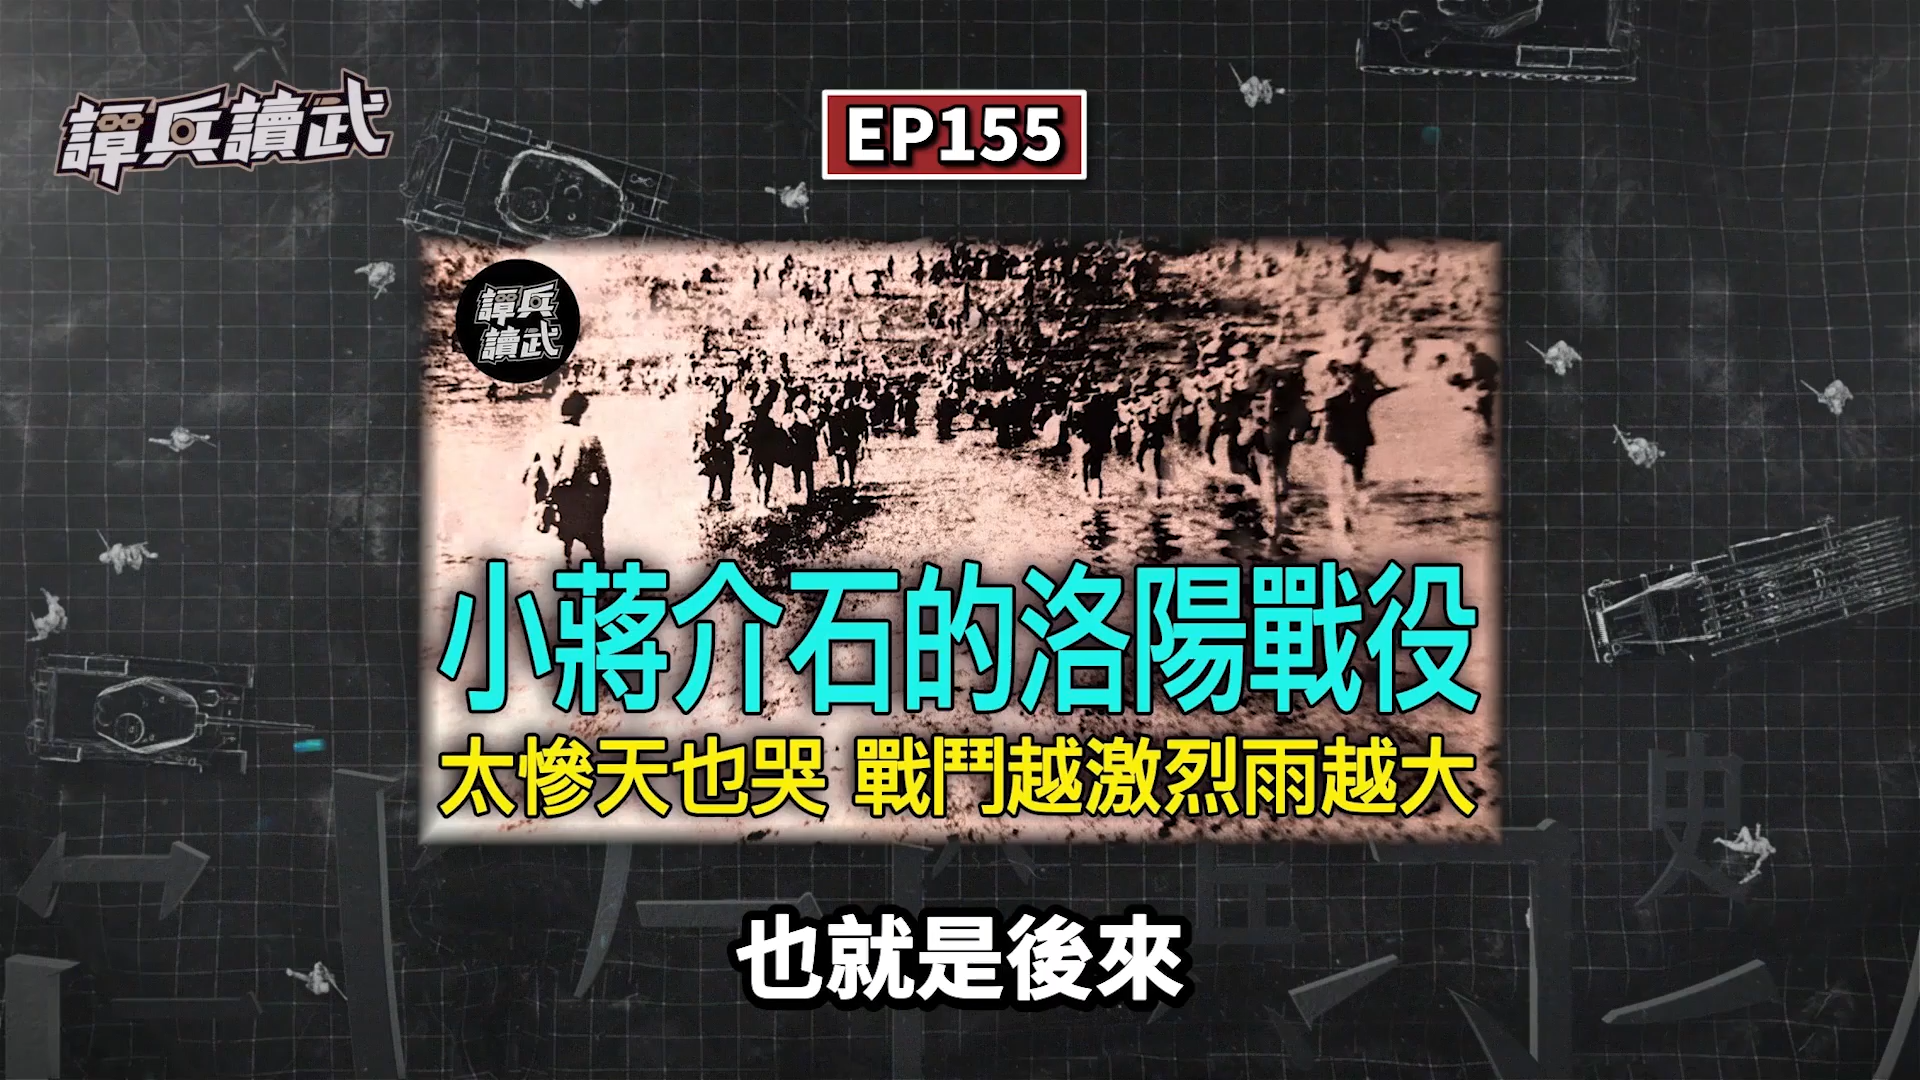 譚兵讀武
EP155
譚兵
讀武
小蔣介石的洛陽戰役
太慘天也哭 戰鬥越激烈雨越大
史
也就是後來